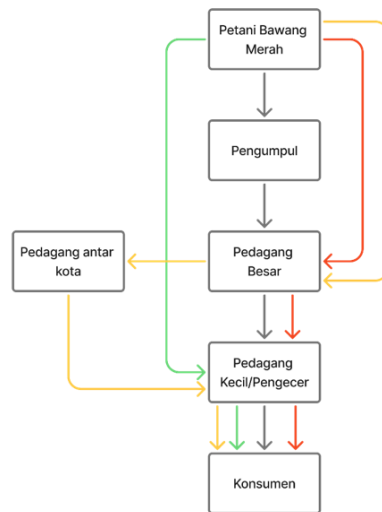 Petani Bawang
Merah
Pengumpul
Pedagang antar
kota
Pedagang
Besar
Pedagang
Kecil/Pengecer
Konsumen